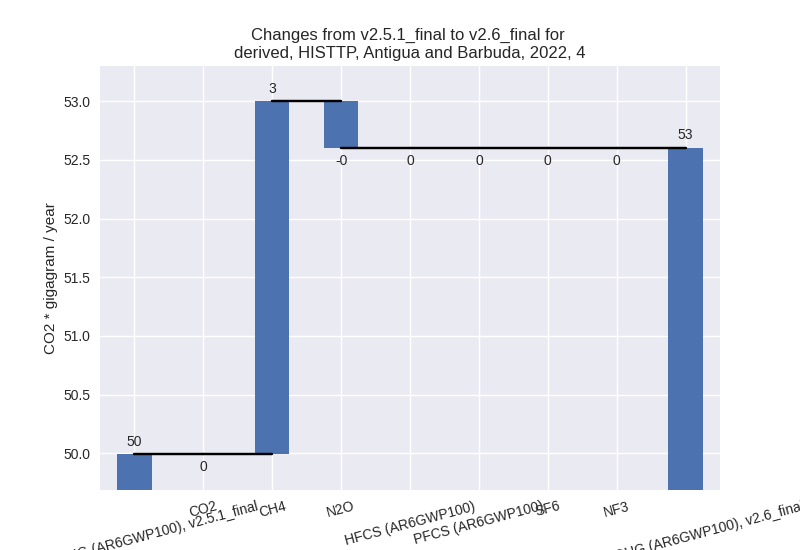 Changes from v2.5.1_final to v2.6_final for
derived, HISTTP, Antigua and Barbuda, 2022, 4
CO2 * gigagram / year
53.0
52.5
52.0
51.5
51.0
50.5
50.0
50
0
3
-0
0
0
0
0
53
(AR6GWP100), v2.5.1_final
CO2
CH4
N2O
HFCS (AR6GWP100)
PFCS (AR6GWP100)
SF6
NF3
(AR6GWP100), v2.6_final